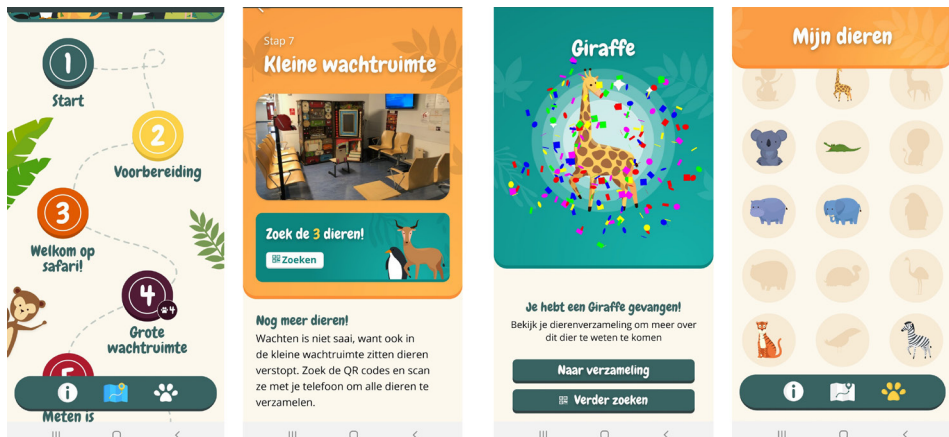 1
Start
2
Voorbereiding
3
Welkom op
safari!
4
4
Grote
wachtruimte
5
Meten is
Stap 7
Kleine wachtruimte
Zoek de 3 dieren!
Zoeken
Nog meer dieren!
Wachten is niet saai, want ook in
de kleine wachtruimte zitten dieren
verstopt. Zoek de QR codes en scan
ze met je telefoon om alle dieren te
verzamelen.
Giraffe
Je hebt een Giraffe gevangen!
Bekijk je dierenverzameling om meer over
dit dier te weten te komen
Naar verzameling
Verder zoeken
Mijn dieren